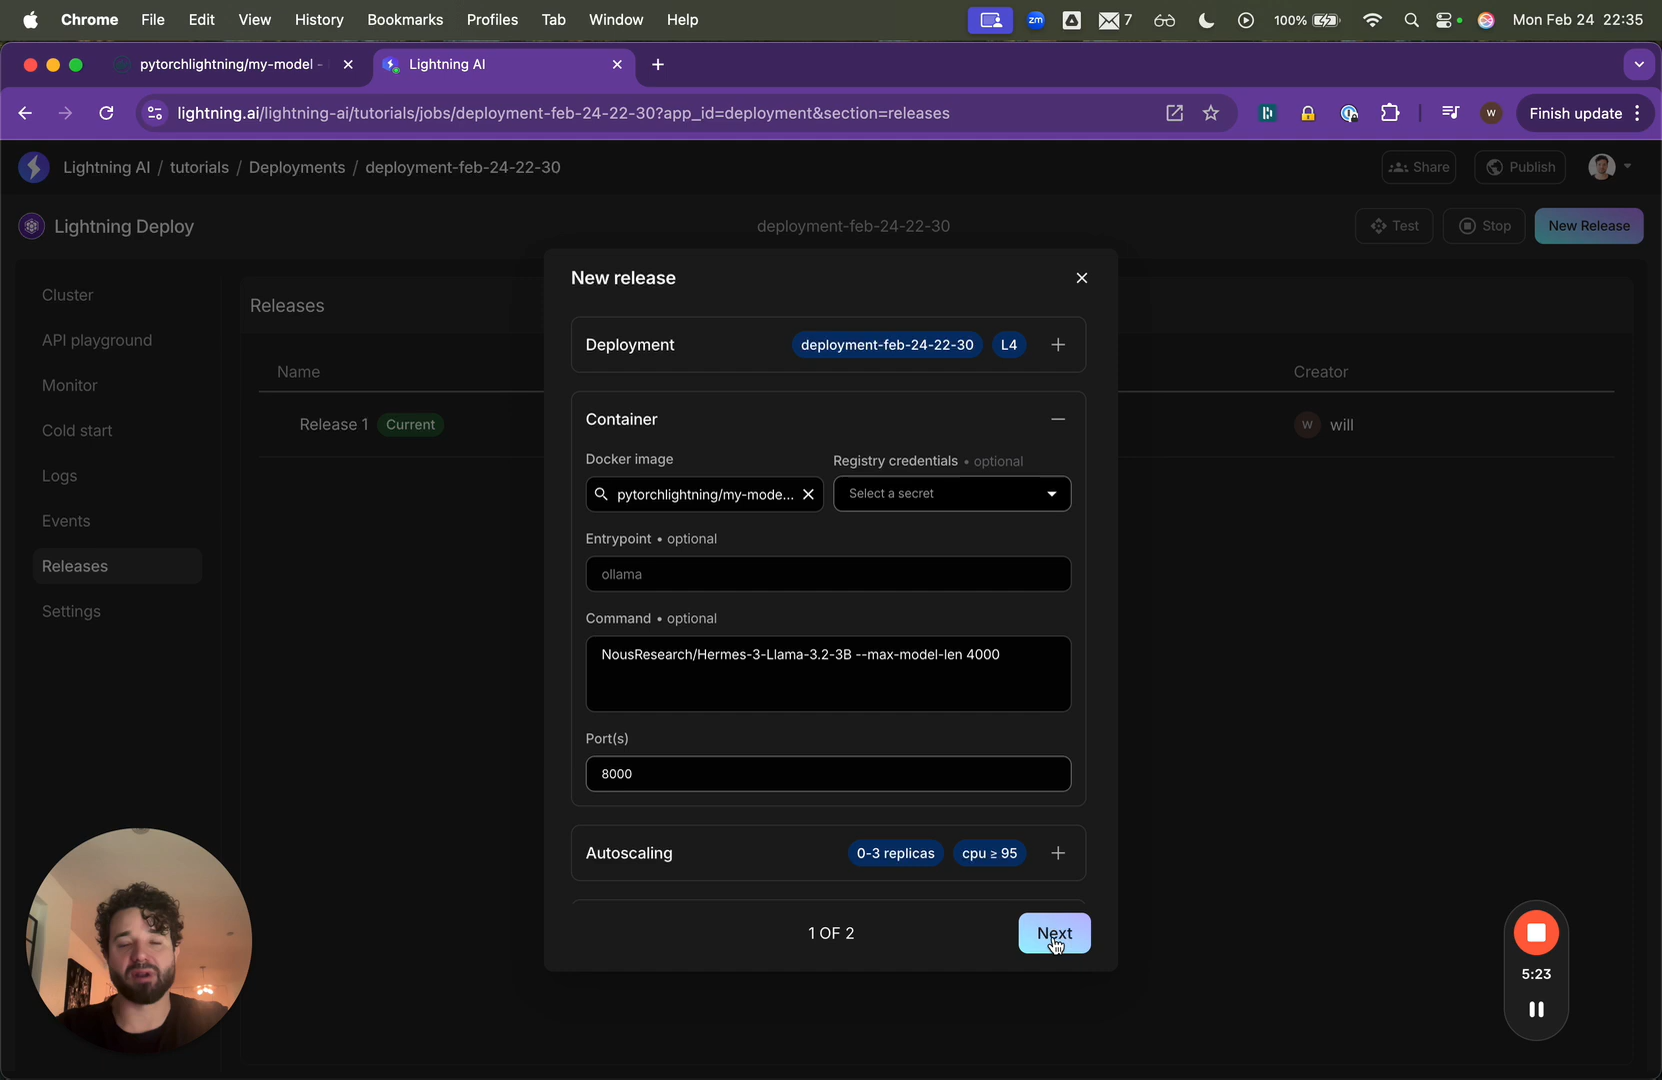 Chrome File Edit View History Bookmarks Profiles Tab Window Help zm 7 100% Mon Feb 24 22:35
pytorchlightning/my-model - Lightning AI
lightning.ai/lightning-ai/tutorials/jobs/deployment-feb-24-22-30?app_id=deployment&section=releases W Finish update
Lightning AI / tutorials / Deployments / deployment-feb-24-22-30 Share Publish
Lightning Deploy deployment-feb-24-22-30 Test Stop New Release
Cluster
API playground
Monitor
Cold start
Logs
Events
Releases
Settings
Releases
Name Creator
Release 1 Current W will
New release
Deployment deployment-feb-24-22-30 L4
Container
Docker image Registry credentials • optional
pytorchlightning/my-mode... Select a secret
Entrypoint • optional
ollama
Command • optional
NousResearch/Hermes-3-Llama-3.2-3B --max-model-len 4000
Port(s)
8000
Autoscaling 0-3 replicas cpu ≥ 95
1 OF 2 Next
5:23